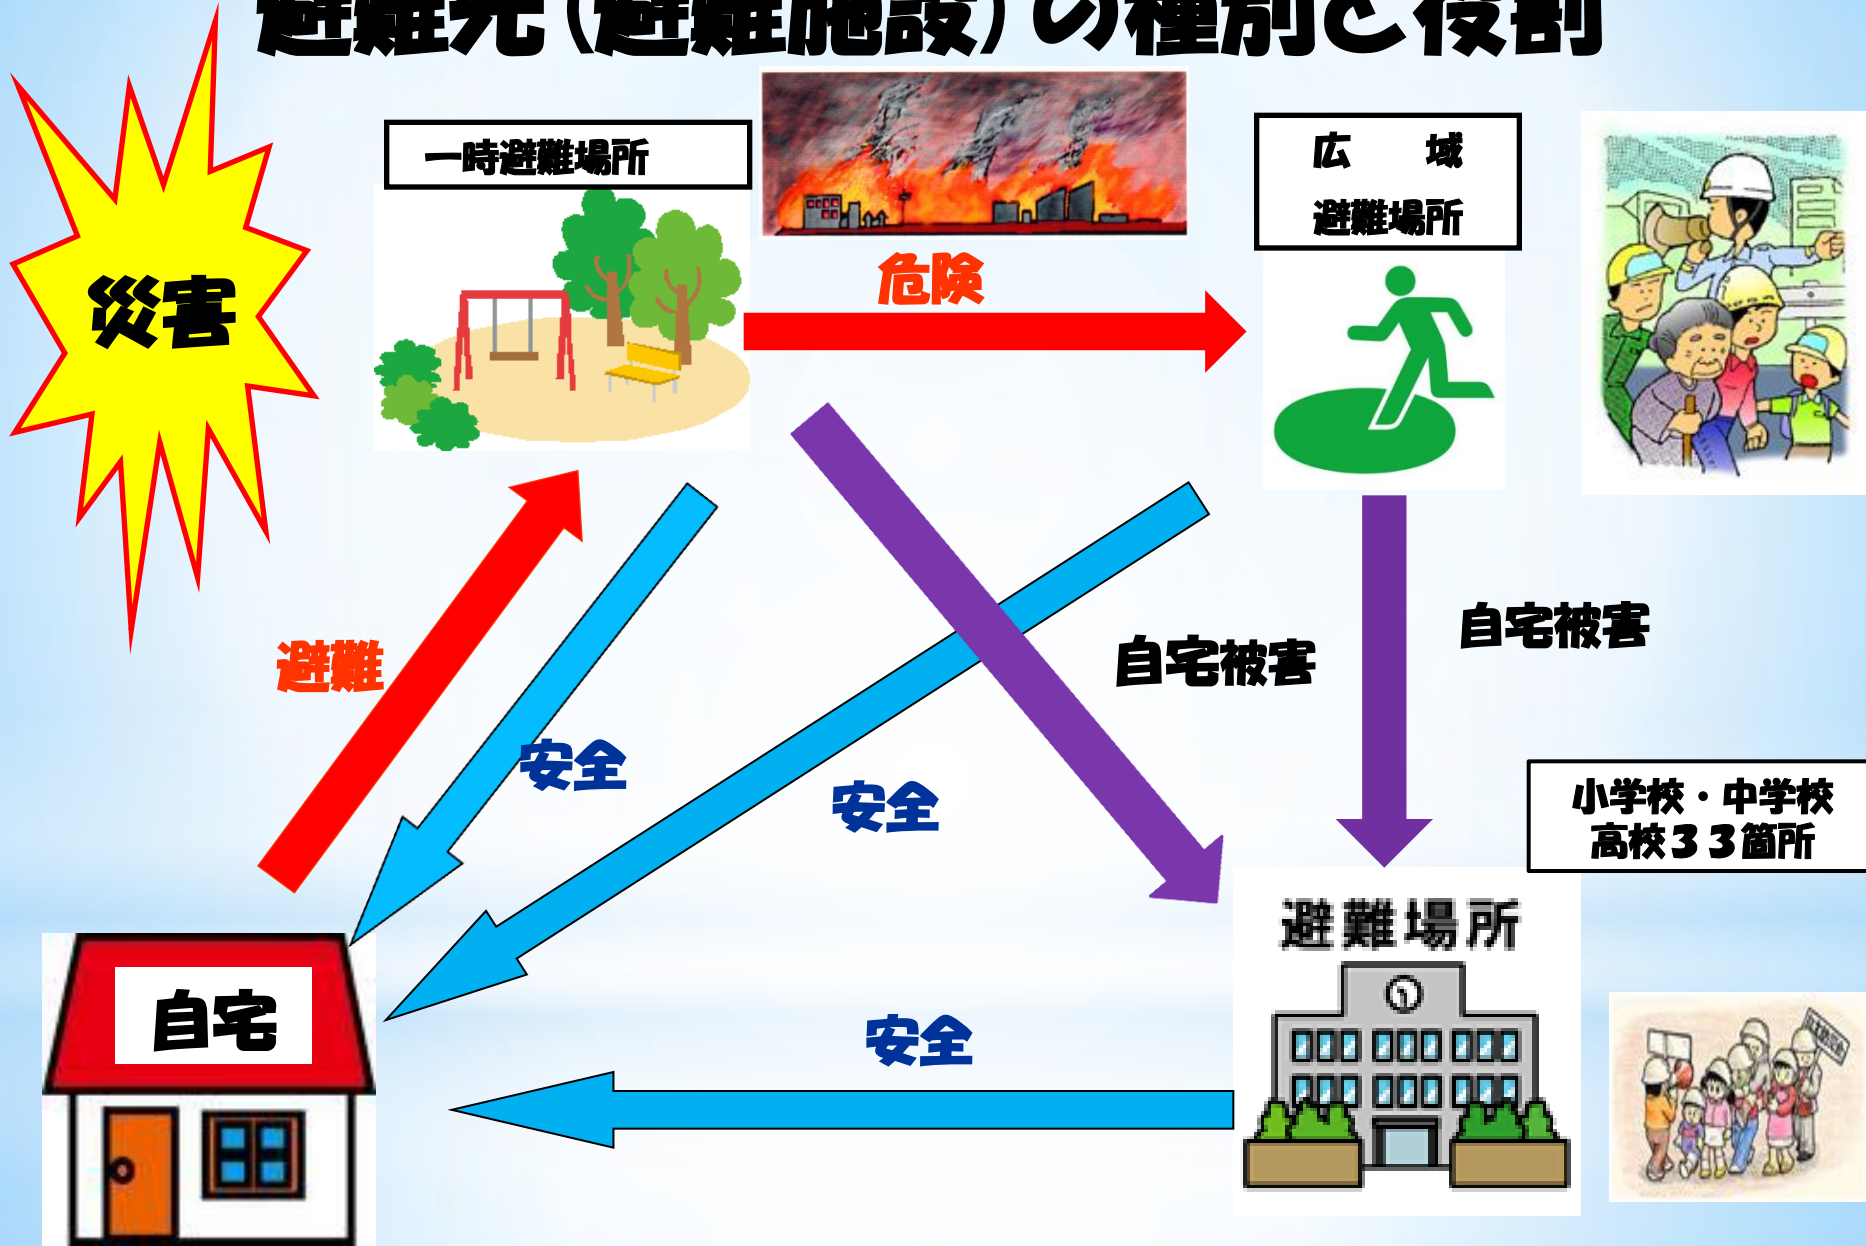 避難先(避難施設)の種別と役割
一時避難場所
広　域
避難場所
災害
危険
避難
自宅被害
自宅被害
安全
安全
小学校・中学校
高校３３箇所
避難場所
自宅
安全